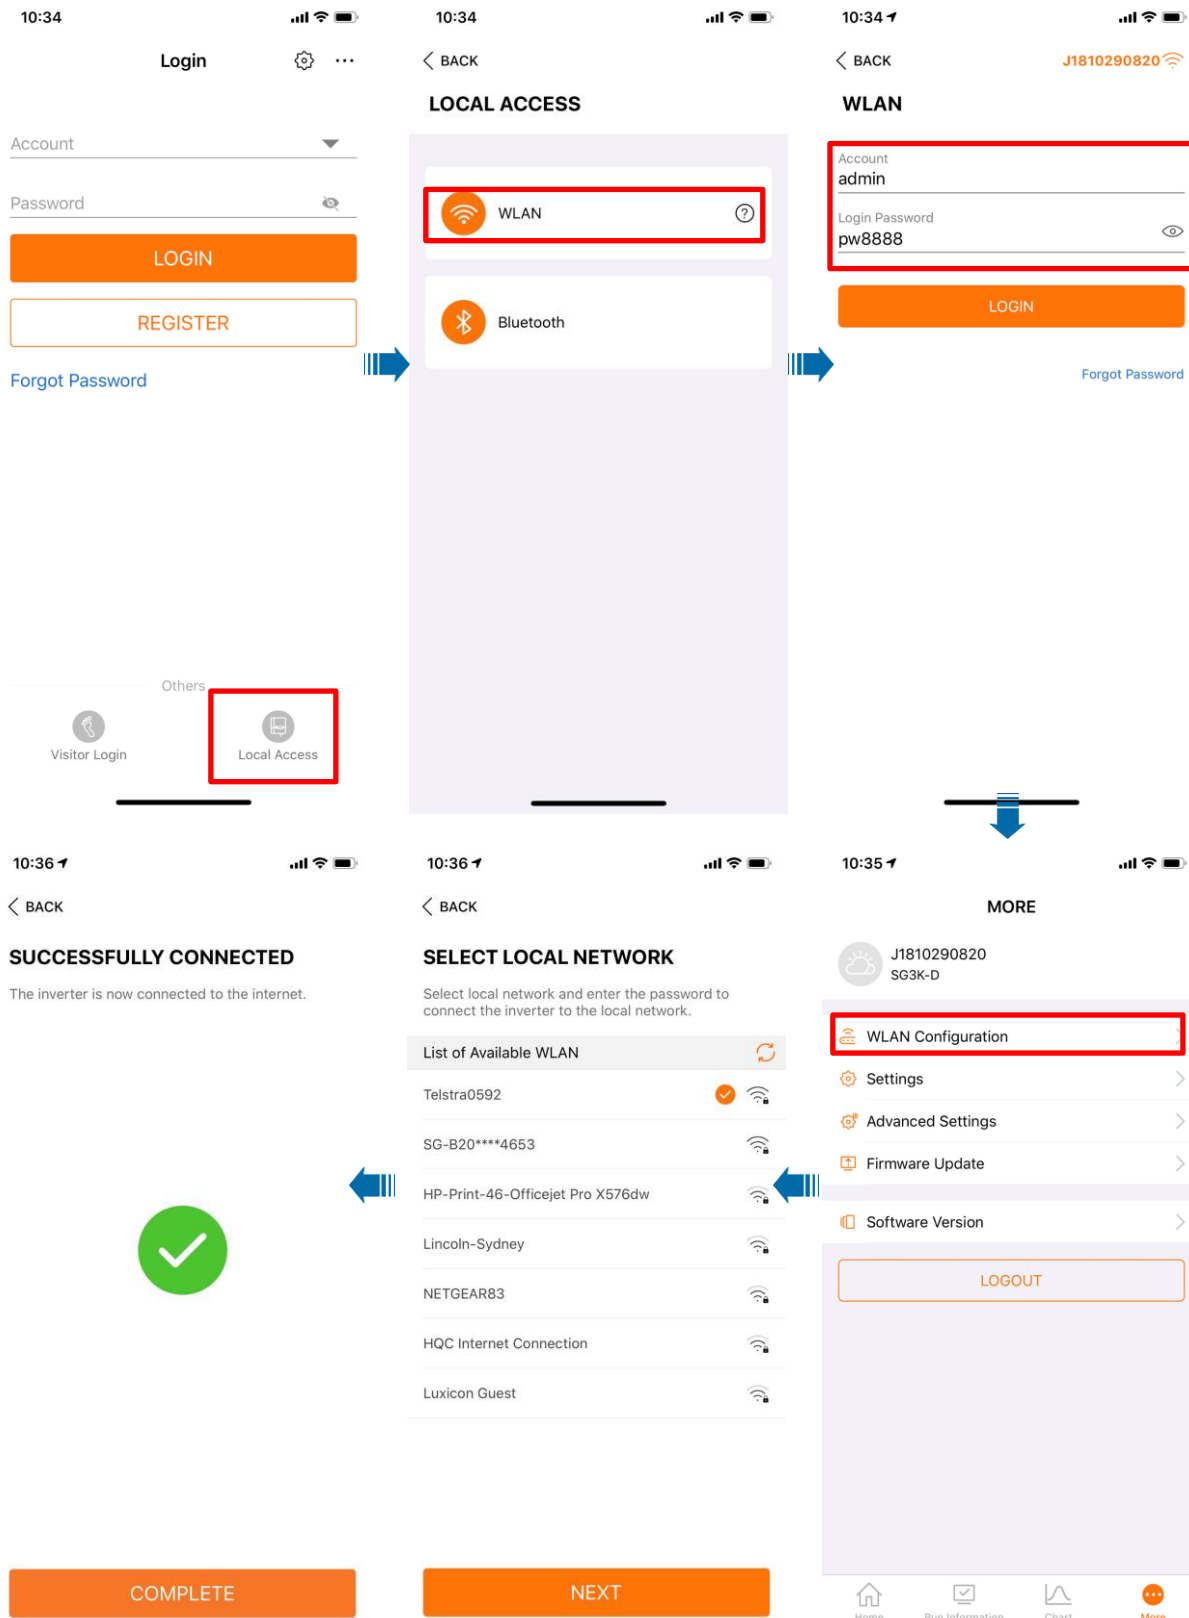 10:34
Login
Account
Password
LOGIN
REGISTER
Forgot Password
Others
Visitor Login
Local Access
10:34
BACK
LOCAL ACCESS
WLAN
Bluetooth
10:34
BACK
J1810290820
WLAN
Account
admin
Login Password
pw8888
LOGIN
Forgot Password
10:35
MORE
J1810290820
SG3K-D
WLAN Configuration
Settings
Advanced Settings
Firmware Update
Software Version
LOGOUT
Home
Run Information
Chart
More
10:36
BACK
SELECT LOCAL NETWORK
Select local network and enter the password to
connect the inverter to the local network.
List of Available WLAN
Telstra0592
SG-B20****4653
HP-Print-46-Officejet Pro X576dw
Lincoln-Sydney
NETGEAR83
HQC Internet Connection
Luxicon Guest
NEXT
10:36
BACK
SUCCESSFULLY CONNECTED
The inverter is now connected to the internet.
COMPLETE